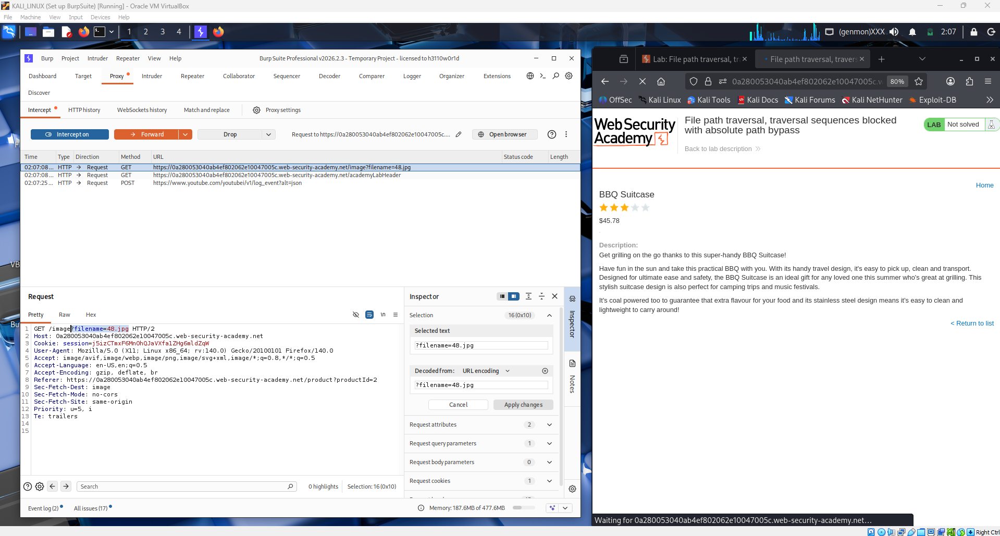 KALI_LINUX (Set up BurpSuite) [Running] - Oracle VM VirtualBox
File Machine View Input Devices Help
1 2 3 4
(genmon)XXX 2:07
Burp Project Intruder Repeater View Help
Burp Suite Professional v2026.2.3 - Temporary Project - licensed to h3110w0r1d
Dashboard Target Proxy Intruder Repeater Collaborator Sequencer Decoder Comparer Logger Organizer Extensions
Discover
Intercept HTTP history WebSockets history Match and replace Proxy settings
Intercept on Forward Drop Request to https://0a280053040ab4ef802062e10047005c.... Open browser
Time Type Direction Method URL Status code Length
02:07:08... HTTP Request GET https://0a280053040ab4ef802062e10047005c.web-security-academy.net/image?filename=48.jpg
02:07:08... HTTP Request GET https://0a280053040ab4ef802062e10047005c.web-security-academy.net/academyLabHeader
02:07:25... HTTP Request POST https://www.youtube.com/youtubei/v1/log_event?alt=json
Request
Pretty Raw Hex
\n
1 GET /image?filename=48.jpg HTTP/2
2 Host: 0a280053040ab4ef802062e10047005c.web-security-academy.net
3 Cookie: session=j5izCTmxF6MnOhQJaVXfalZHg6mldZqW
4 User-Agent: Mozilla/5.0 (X11; Linux x86_64; rv:140.0) Gecko/20100101 Firefox/140.0
5 Accept: image/avif,image/webp,image/png,image/svg+xml,image/*;q=0.8,*/*;q=0.5
6 Accept-Language: en-US,en;q=0.5
7 Accept-Encoding: gzip, deflate, br
8 Referer: https://0a280053040ab4ef802062e10047005c.web-security-academy.net/product?productId=2
9 Sec-Fetch-Dest: image
10 Sec-Fetch-Mode: no-cors
11 Sec-Fetch-Site: same-origin
12 Priority: u=5, i
13 Te: trailers
14
15
Search
0 highlights Selection: 16 (0x10)
Inspector
Selection 16 (0x10)
Selected text
?filename=48.jpg
Decoded from: URL encoding
?filename=48.jpg
Cancel Apply changes
Request attributes 2
Request query parameters 1
Request body parameters 0
Request cookies 1
Inspector
Notes
Event log (2) All issues (17)
Memory: 187.6MB of 477.6MB
VB
Bu
Lab: File path traversal, tr
File path traversal, travers
0a280053040ab4ef802062e10047005c.w 80%
OffSec Kali Linux Kali Tools Kali Docs Kali Forums Kali NetHunter Exploit-DB
WebSecurity
Academy
File path traversal, traversal sequences blocked
with absolute path bypass
Back to lab description
LAB Not solved
Home
BBQ Suitcase
$45.78
Description:
Get grilling on the go thanks to this super-handy BBQ Suitcase!
Have fun in the sun and take this practical BBQ with you. With its handy travel design, it's easy to pick up, clean and transport.
Designed for ultimate ease and safety, the BBQ Suitcase is an ideal gift for any loved one this summer who's great at grilling. This
stylish suitcase design is also perfect for camping trips and music festivals.
It's coal powered too to guarantee that extra flavour for your food and its stainless steel design means it's easy to clean and
lightweight to carry around!
< Return to list
Waiting for 0a280053040ab4ef802062e10047005c.web-security-academy.net...
Right Ctrl